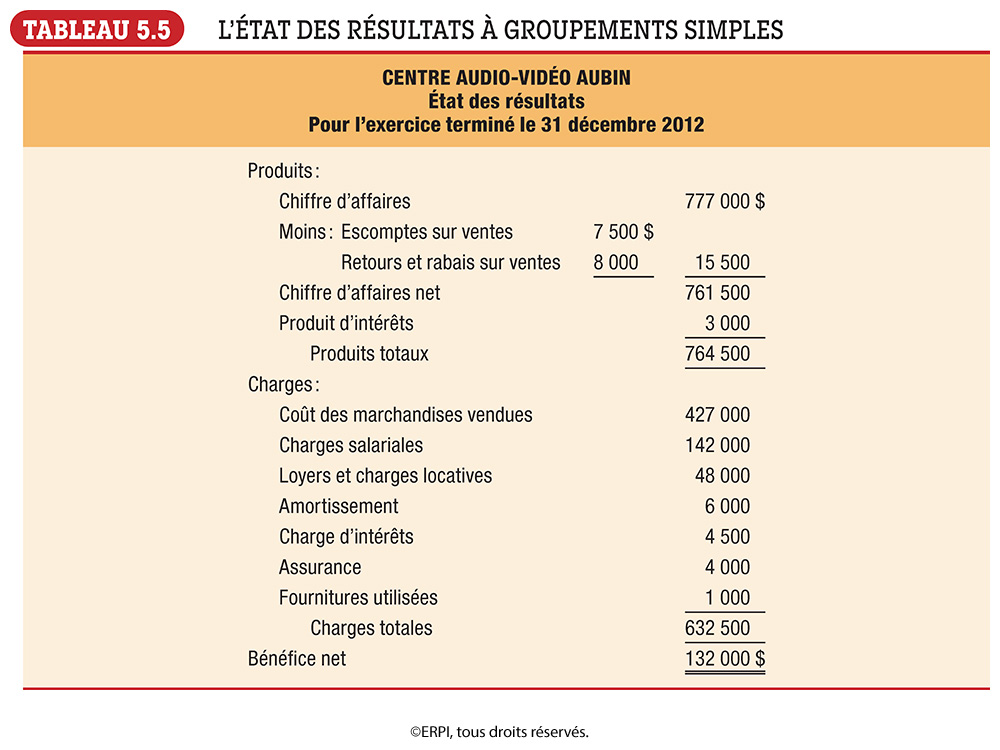 TABLEAU 5.5 L’ÉTAT DES RÉSULTATS À GROUPEMENTS SIMPLES
CENTRE AUDIO-VIDÉO AUBIN
État des résultats
Pour l’exercice terminé le 31 décembre 2012
Produits :
Chiffre d’affaires 777 000 $
Moins : Escomptes sur ventes 7 500 $
Retours et rabais sur ventes 8 000 15 500
Chiffre d’affaires net 761 500
Produit d’intérêts 3 000
Produits totaux 764 500
Charges :
Coût des marchandises vendues 427 000
Charges salariales 142 000
Loyers et charges locatives 48 000
Amortissement 6 000
Charge d’intérêts 4 500
Assurance 4 000
Fournitures utilisées 1 000
Charges totales 632 500
Bénéfice net 132 000 $
©ERPI, tous droits réservés.